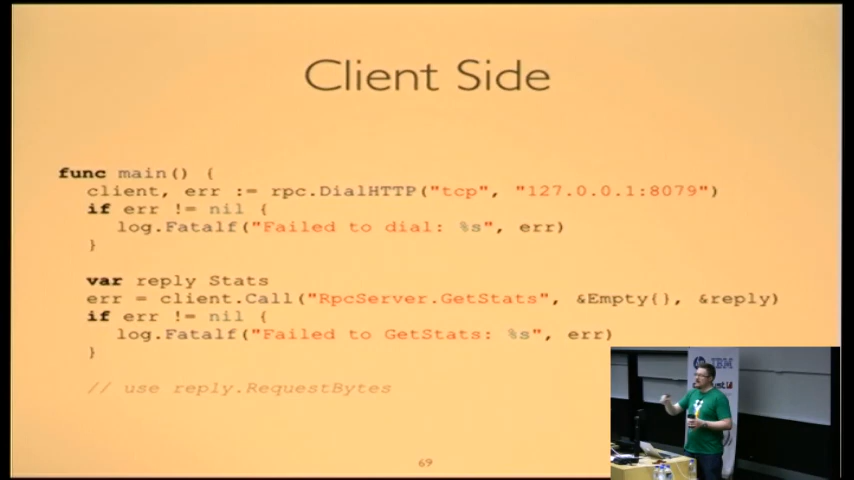 Client Side
func main() {
client, err := rpc.DialHTTP("tcp", "127.0.0.1:8079")
if err != nil {
log.Fatalf("Failed to dial: %s", err)
}
var reply Stats
err = client.Call("RpcServer.GetStats", &Empty{}, &reply)
if err != nil {
log.Fatalf("Failed to GetStats: %s", err)
}
// use reply.RequestBytes
69
IBM